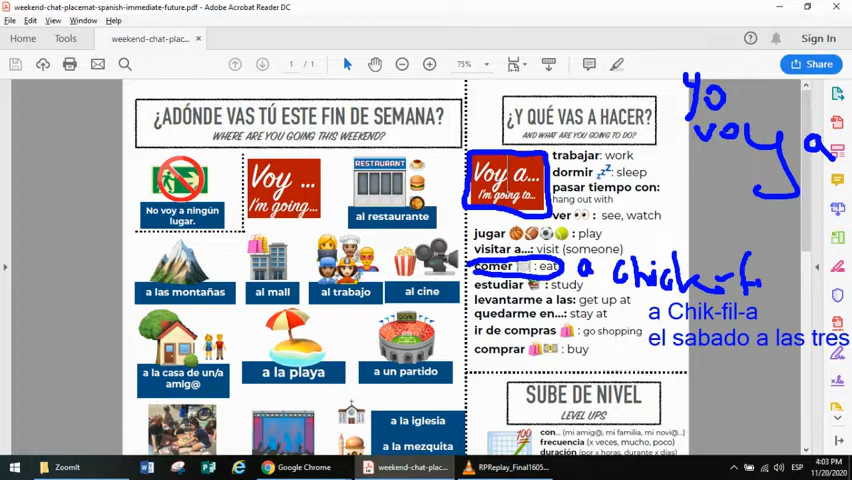 weekend-chat-placemat-spanish-immediate-future.pdf - Adobe Acrobat Reader DC
File Edit View Window Help
Home Tools weekend-chat-plac... × Sign In
1 / 1 75% Share
¿ADÓNDE VAS TÚ ESTE FIN DE SEMANA?
WHERE ARE YOU GOING THIS WEEKEND?
No voy a ningún lugar.
Voy ...
I'm going...
RESTAURANT
al restaurante
a las montañas
al mall
al trabajo
al cine
a la casa de un/a amig@
a la playa
a un partido
a la iglesia
a la mezquita
¿Y QUÉ VAS A HACER?
AND WHAT ARE YOU GOING TO DO?
Voy a...
I'm going to...
trabajar: work
dormir zzZ: sleep
pasar tiempo con:
hang out with
ver : see, watch
jugar : play
visitar a...: visit (someone)
comer : eat
estudiar : study
levantarme a las: get up at
quedarme en...: stay at
ir de compras : go shopping
comprar : buy
yo
voy a
a chick-f
a Chik-fil-a
el sabado a las tres
SUBE DE NIVEL
LEVEL UPS
100
con... (mi amig@, mi familia, mi novi@..)
frecuencia (x veces, mucho, poco)
duración (por x horas, durante x días)
ZoomIt
Google Chrome
weekend-chat-plac...
RPReplay_Final1605...
ESP
4:03 PM
11/20/2020